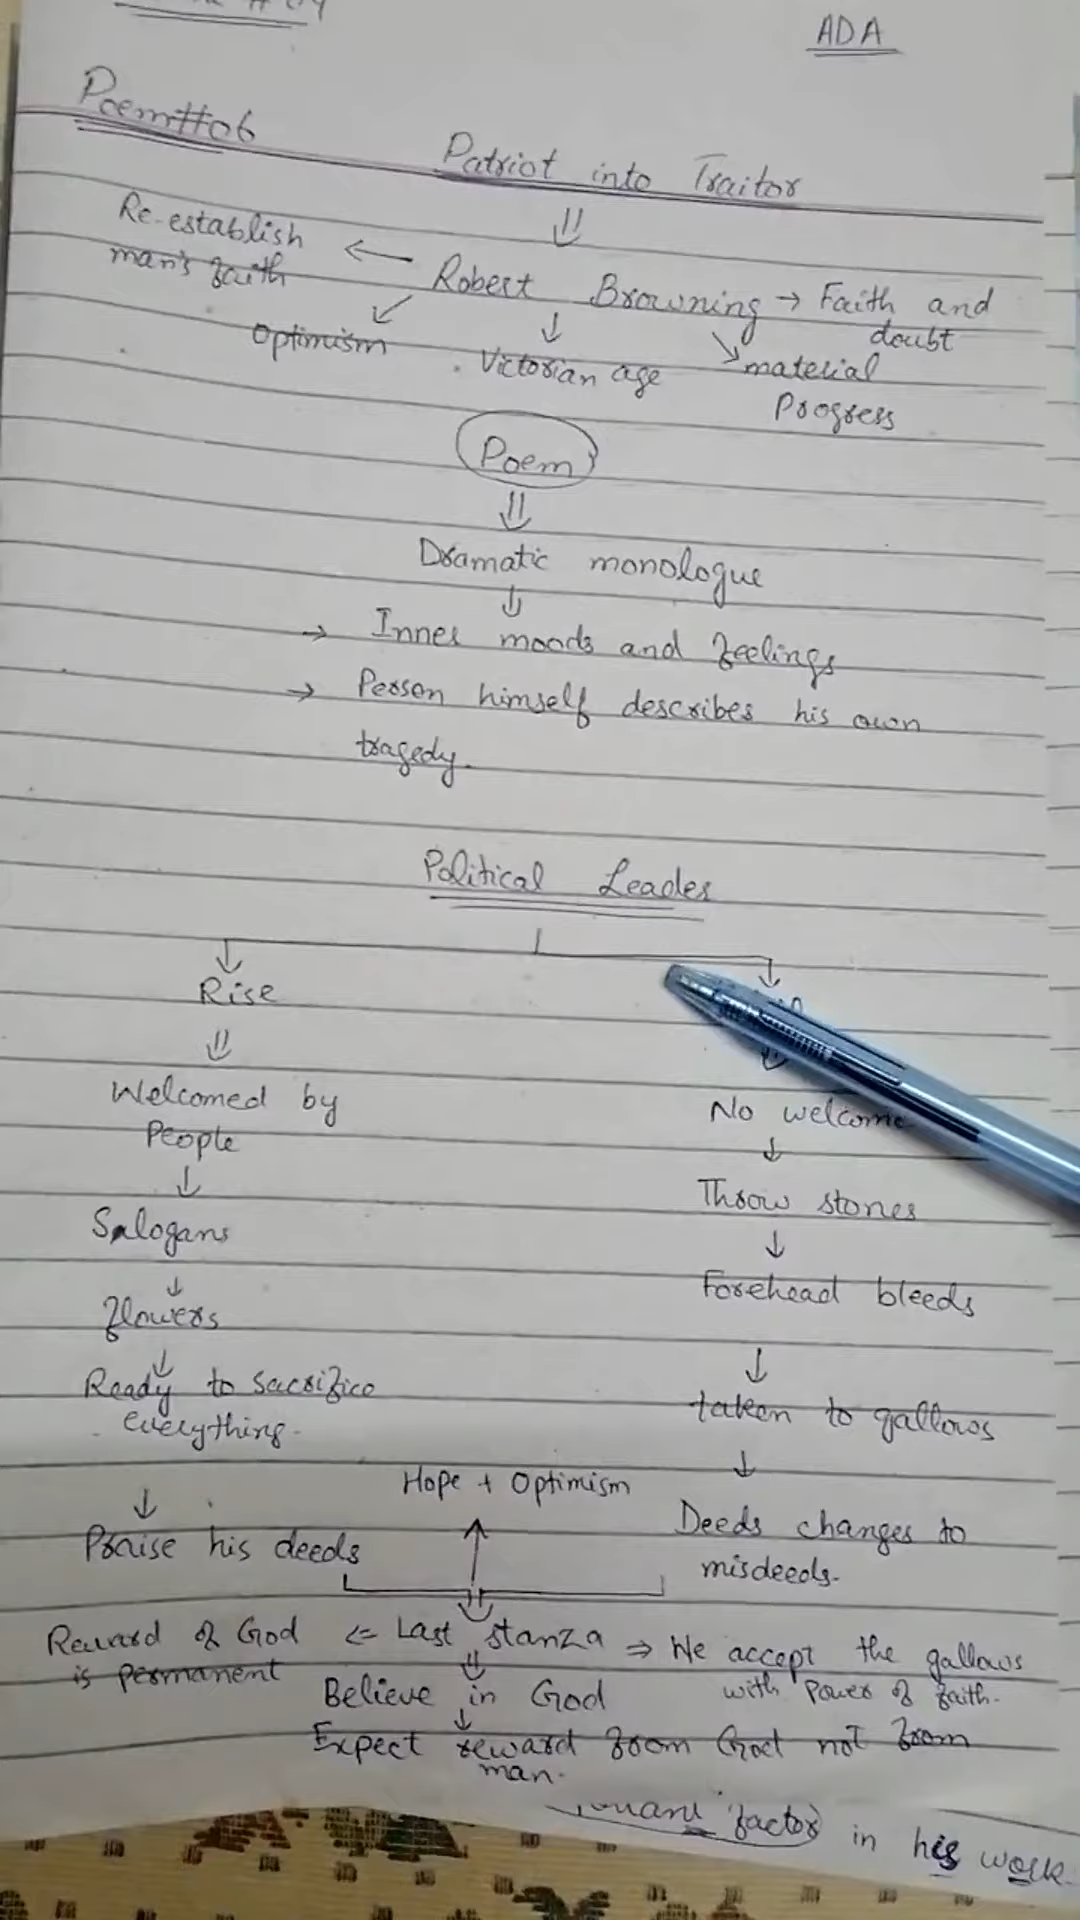 # 04
ADA
Poem#06
Patriot into Traitor
Re-establish
man's faith
Robert Browning → Faith and
doubt
Optimism
Victorian age
material
Progress
Poem
Dramatic monologue
→ Inner moods and feelings
→ Person himself describes his own
tragedy.
Political Leader
Rise
Welcomed by
People
No welcome
Slogans
Throw stones
flowers
Forehead bleeds
Ready to sacrifice
everything.
taken to gallows
Hope + Optimism
Praise his deeds
Deeds changes to
misdeeds.
Reward of God
is permanent
⇐ Last stanza ⇒ We accept the gallows
with Power of faith.
Believe in God
Expect reward from God not from
man.
factor in his work